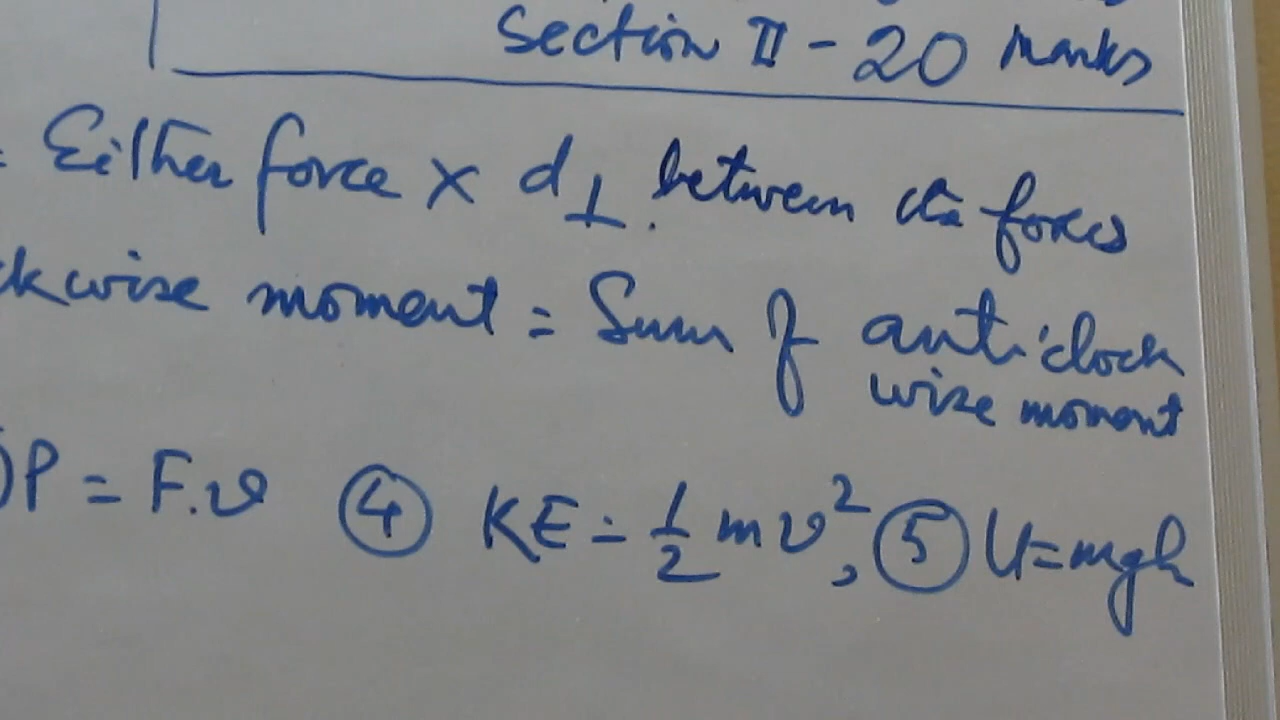 Section II - 20 marks
= Either force × d⊥ between the forces
ckwise moment = Sum of anticlock
wise moment
)P = F.v ④ KE = 1/2 mv², ⑤ U=mgh